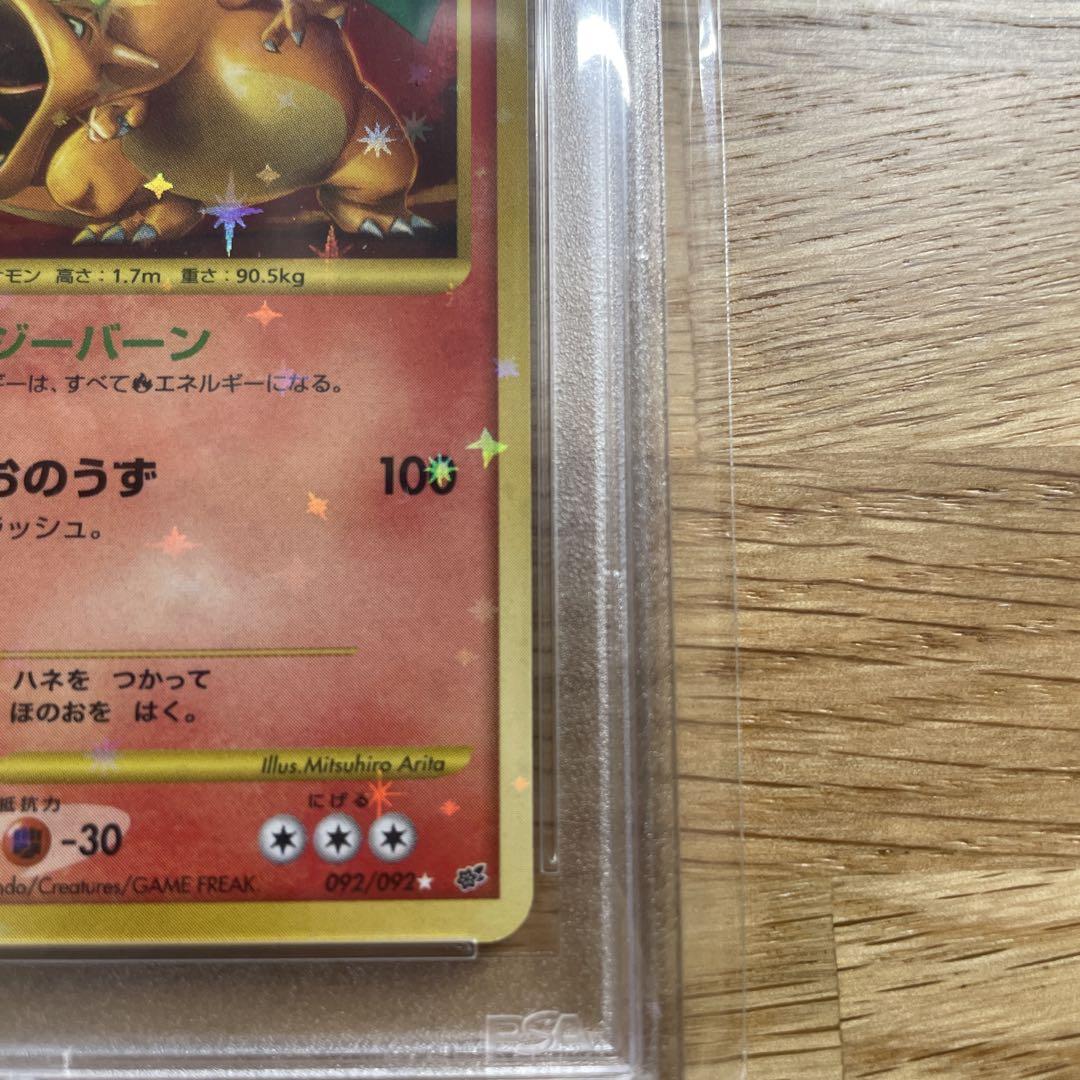 ケモン 高さ：1.7m 重さ：90.5kg
ジーバーン
ギーは、すべて エネルギーになる。
おのうず 100
ラッシュ。
ハネを つかって
ほのおを はく。
Illus. Mitsuhiro Arita
抵抗力 にげる
-30
ndo/Creatures/GAME FREAK. 092/092
PSA